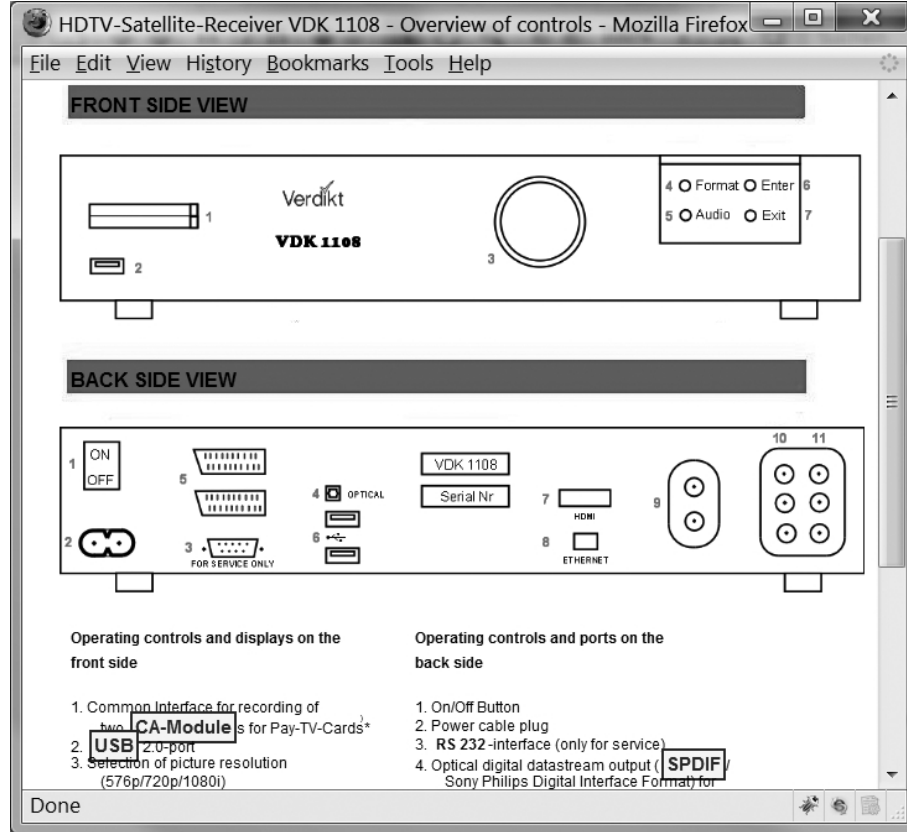 HDTV-Satellite-Receiver VDK 1108 - Overview of controls - Mozilla Firefox
File Edit View History Bookmarks Tools Help
FRONT SIDE VIEW
Verdikt
VDK 1108
1
2
3
4 Format Enter 6
5 Audio Exit 7
BACK SIDE VIEW
10 11
1 ON
OFF
5
VDK 1108
4 OPTICAL
Serial Nr
7
HDMI
9
2
3
FOR SERVICE ONLY
6
8
ETHERNET
Operating controls and displays on the
front side
1. Common Interface for recording of
two CA-Module s for Pay-TV-Cards*
2. USB 2.0-port
3. Selection of picture resolution
(576p/720p/1080i)
Operating controls and ports on the
back side
1. On/Off Button
2. Power cable plug
3. RS 232-interface (only for service)
4. Optical digital datastream output ( SPDIF /
Sony Philips Digital Interface Format) for
Done